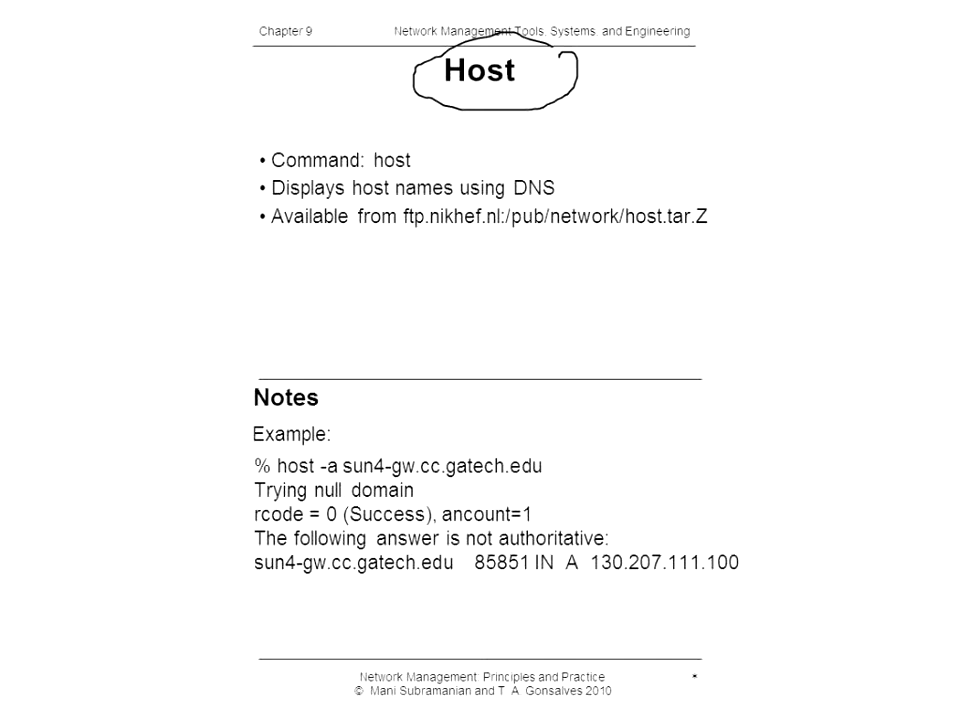 Chapter 9 Network Management Tools, Systems, and Engineering
Host
• Command: host
• Displays host names using DNS
• Available from ftp.nikhef.nl:/pub/network/host.tar.Z
Notes
Example:
% host -a sun4-gw.cc.gatech.edu
Trying null domain
rcode = 0 (Success), ancount=1
The following answer is not authoritative:
sun4-gw.cc.gatech.edu 85851 IN A 130.207.111.100
Network Management: Principles and Practice *
© Mani Subramanian and T. A. Gonsalves 2010